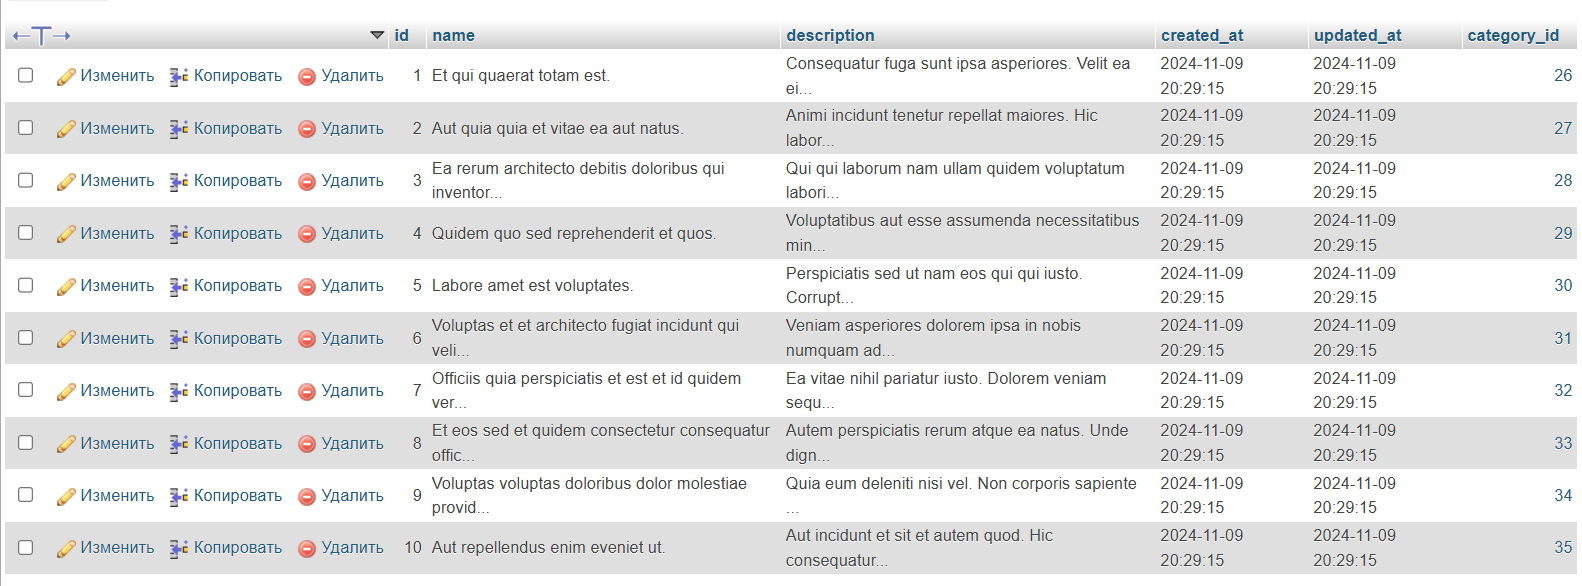 id name description created_at updated_at category_id
Изменить Копировать Удалить 1 Et qui quaerat totam est. Consequatur fuga sunt ipsa asperiores. Velit ea 2024-11-09 2024-11-09 26
ei... 20:29:15 20:29:15
Изменить Копировать Удалить 2 Aut quia quia et vitae ea aut natus. Animi incidunt tenetur repellat maiores. Hic 2024-11-09 2024-11-09 27
labor... 20:29:15 20:29:15
Изменить Копировать Удалить 3 Ea rerum architecto debitis doloribus qui Qui qui laborum nam ullam quidem voluptatum 2024-11-09 2024-11-09 28
inventor... labori... 20:29:15 20:29:15
Изменить Копировать Удалить 4 Quidem quo sed reprehenderit et quos. Voluptatibus aut esse assumenda necessitatibus 2024-11-09 2024-11-09 29
min... 20:29:15 20:29:15
Изменить Копировать Удалить 5 Labore amet est voluptates. Perspiciatis sed ut nam eos qui qui iusto. 2024-11-09 2024-11-09 30
Corrupt... 20:29:15 20:29:15
Изменить Копировать Удалить 6 Voluptas et et architecto fugiat incidunt qui Veniam asperiores dolorem ipsa in nobis 2024-11-09 2024-11-09 31
veli... numquam ad... 20:29:15 20:29:15
Изменить Копировать Удалить 7 Officiis quia perspiciatis et est et id quidem Ea vitae nihil pariatur iusto. Dolorem veniam 2024-11-09 2024-11-09 32
ver... sequ... 20:29:15 20:29:15
Изменить Копировать Удалить 8 Et eos sed et quidem consectetur consequatur Autem perspiciatis rerum atque ea natus. Unde 2024-11-09 2024-11-09 33
offic... dign... 20:29:15 20:29:15
Изменить Копировать Удалить 9 Voluptas voluptas doloribus dolor molestiae Quia eum deleniti nisi vel. Non corporis sapiente 2024-11-09 2024-11-09 34
provid... ... 20:29:15 20:29:15
Изменить Копировать Удалить 10 Aut repellendus enim eveniet ut. Aut incidunt et sit et autem quod. Hic 2024-11-09 2024-11-09 35
consequatur... 20:29:15 20:29:15